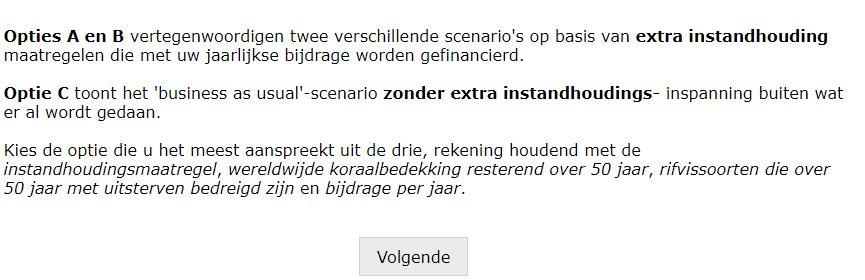 Opties A en B vertegenwoordigen twee verschillende scenario's op basis van extra instandhouding
maatregelen die met uw jaarlijkse bijdrage worden gefinancierd.
Optie C toont het 'business as usual'-scenario zonder extra instandhoudings- inspanning buiten wat
er al wordt gedaan.
Kies de optie die u het meest aanspreekt uit de drie, rekening houdend met de
instandhoudingsmaatregel, wereldwijde koraalbedekking resterend over 50 jaar, rifvissoorten die over
50 jaar met uitsterven bedreigd zijn en bijdrage per jaar.
Volgende